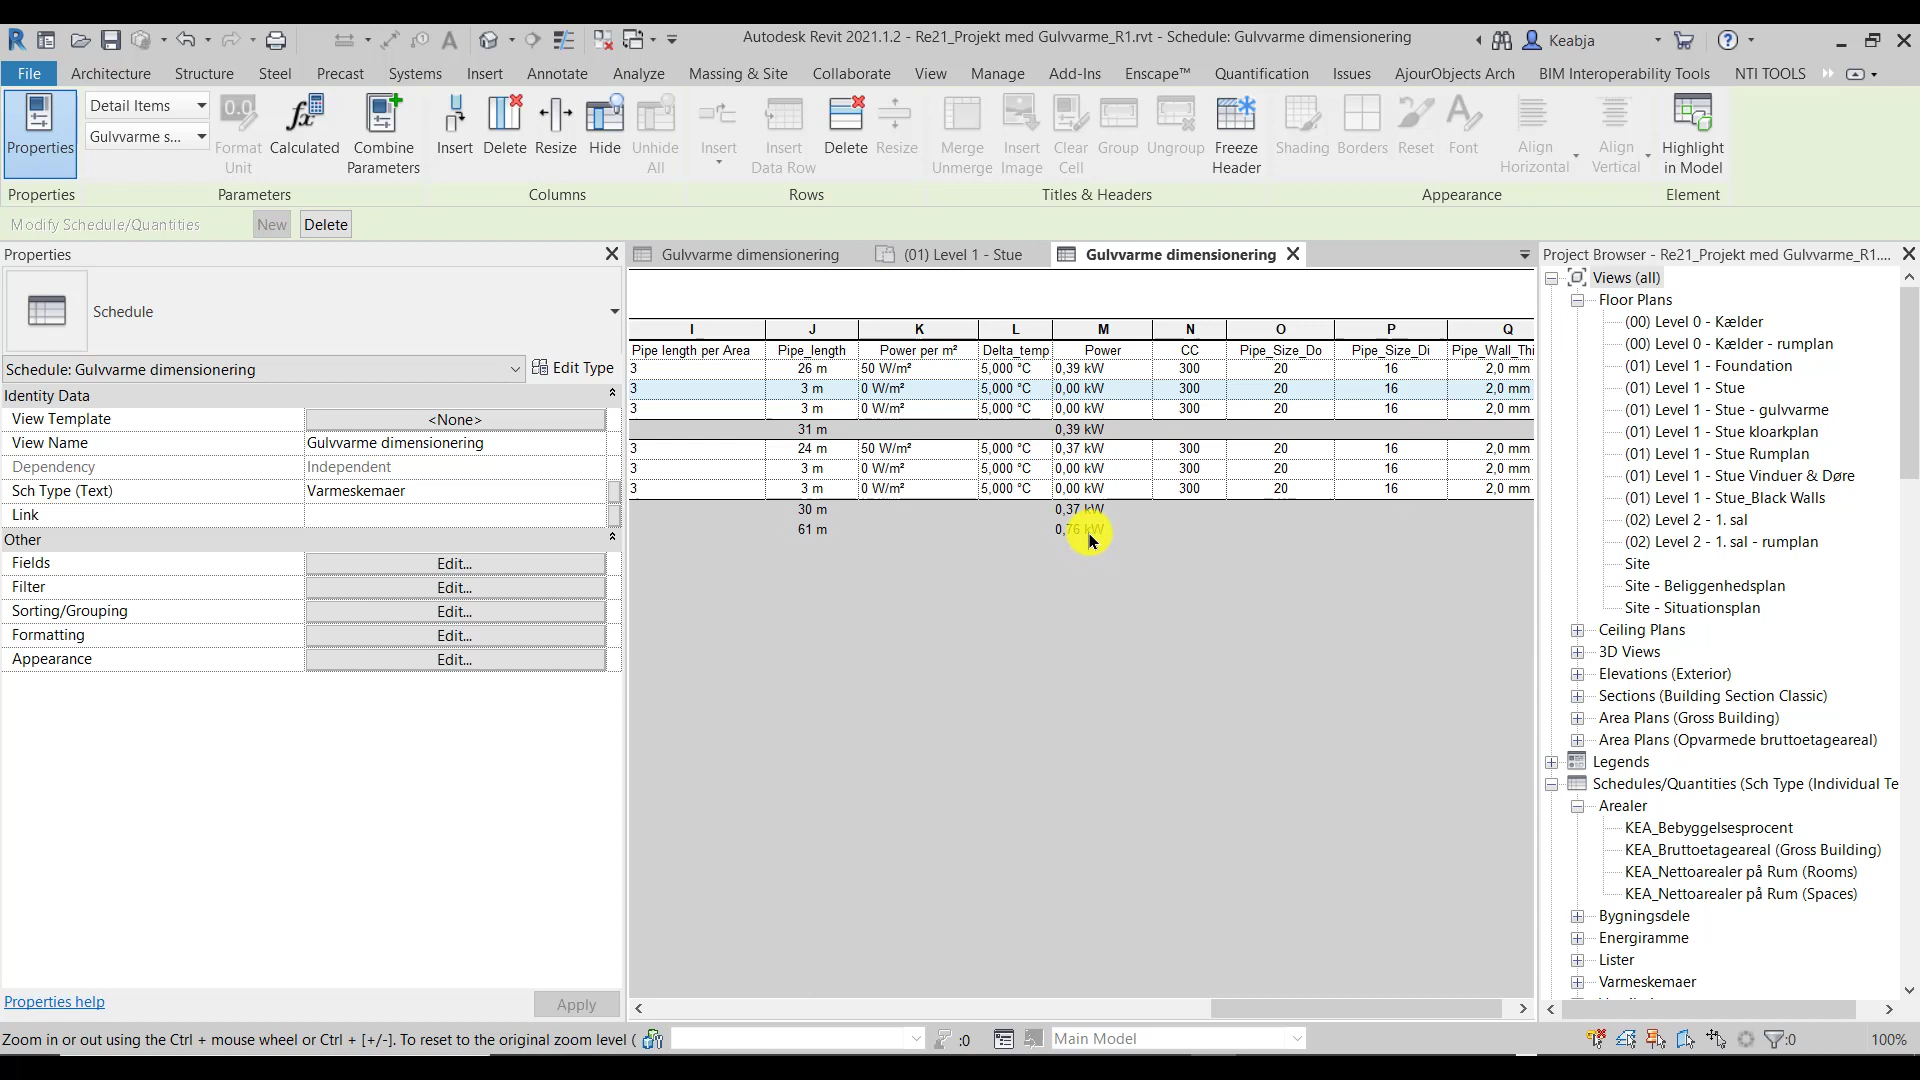 Autodesk Revit 2021.1.2 - Re21_Projekt med Gulvvarme_R1.rvt - Schedule: Gulvvarme dimensionering
Keabja
File Architecture Structure Steel Precast Systems Insert Annotate Analyze Massing & Site Collaborate View Manage Add-Ins Enscape™ Quantification Issues AjourObjects Arch BIM Interoperability Tools NTI TOOLS
Detail Items
Gulvvarme s...
Properties
Format Unit
Calculated
Combine Parameters
Insert Delete Resize Hide Unhide All
Insert
Insert Data Row
Delete Resize
Merge Unmerge
Insert Image
Clear Cell
Group Ungroup
Freeze Header
Shading Borders Reset Font
Align Horizontal
Align Vertical
Highlight in Model
Properties Parameters Columns Rows Titles & Headers Appearance Element
Modify Schedule/Quantities New Delete
Properties
Schedule
Schedule: Gulvvarme dimensionering Edit Type
Identity Data
View Template <None>
View Name Gulvvarme dimensionering
Dependency Independent
Sch Type (Text) Varmeskemaer
Link
Other
Fields Edit...
Filter Edit...
Sorting/Grouping Edit...
Formatting Edit...
Appearance Edit...
Properties help Apply
Gulvvarme dimensionering (01) Level 1 - Stue Gulvvarme dimensionering
I J K L M N O P Q
Pipe length per Area Pipe_length Power per m² Delta_temp Power CC Pipe_Size_Do Pipe_Size_Di Pipe_Wall_Thi
3 26 m 50 W/m² 5,000 °C 0,39 kW 300 20 16 2,0 mm
3 3 m 0 W/m² 5,000 °C 0,00 kW 300 20 16 2,0 mm
3 3 m 0 W/m² 5,000 °C 0,00 kW 300 20 16 2,0 mm
31 m 0,39 kW
3 24 m 50 W/m² 5,000 °C 0,37 kW 300 20 16 2,0 mm
3 3 m 0 W/m² 5,000 °C 0,00 kW 300 20 16 2,0 mm
3 3 m 0 W/m² 5,000 °C 0,00 kW 300 20 16 2,0 mm
30 m 0,37 kW
61 m 0,76 kW
Project Browser - Re21_Projekt med Gulvvarme_R1....
Views (all)
Floor Plans
(00) Level 0 - Kælder
(00) Level 0 - Kælder - rumplan
(01) Level 1 - Foundation
(01) Level 1 - Stue
(01) Level 1 - Stue - gulvvarme
(01) Level 1 - Stue kloarkplan
(01) Level 1 - Stue Rumplan
(01) Level 1 - Stue Vinduer & Døre
(01) Level 1 - Stue_Black Walls
(02) Level 2 - 1. sal
(02) Level 2 - 1. sal - rumplan
Site
Site - Beliggenhedsplan
Site - Situationsplan
Ceiling Plans
3D Views
Elevations (Exterior)
Sections (Building Section Classic)
Area Plans (Gross Building)
Area Plans (Opvarmede bruttoetageareal)
Legends
Schedules/Quantities (Sch Type (Individual Te
Arealer
KEA_Bebyggelsesprocent
KEA_Bruttoetageareal (Gross Building)
KEA_Nettoarealer på Rum (Rooms)
KEA_Nettoarealer på Rum (Spaces)
Bygningsdele
Energiramme
Lister
Varmeskemaer
Zoom in or out using the Ctrl + mouse wheel or Ctrl + [+/-]. To reset to the original zoom level ( :0 Main Model :0 100%